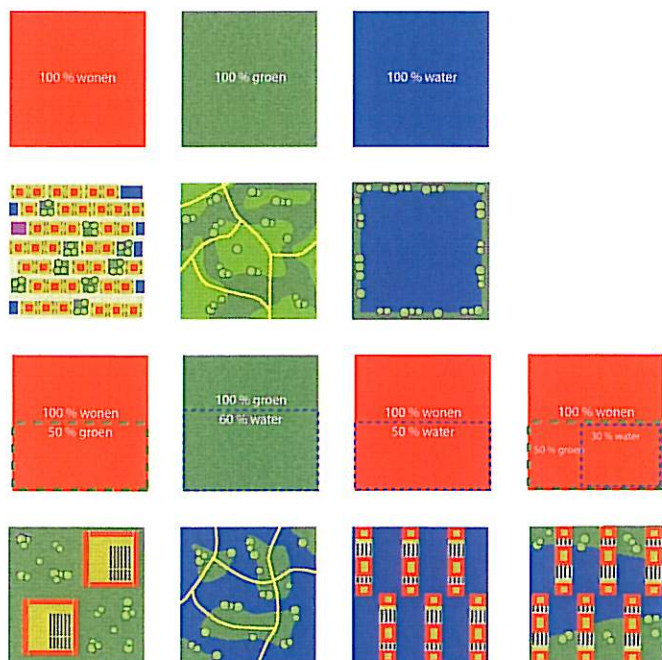 100 % wonen
100 % groen
100 % water
100 % wonen
50 % groen
100 % groen
60 % water
100 % wonen
50 % water
100 % wonen
50 % groen
30 % water